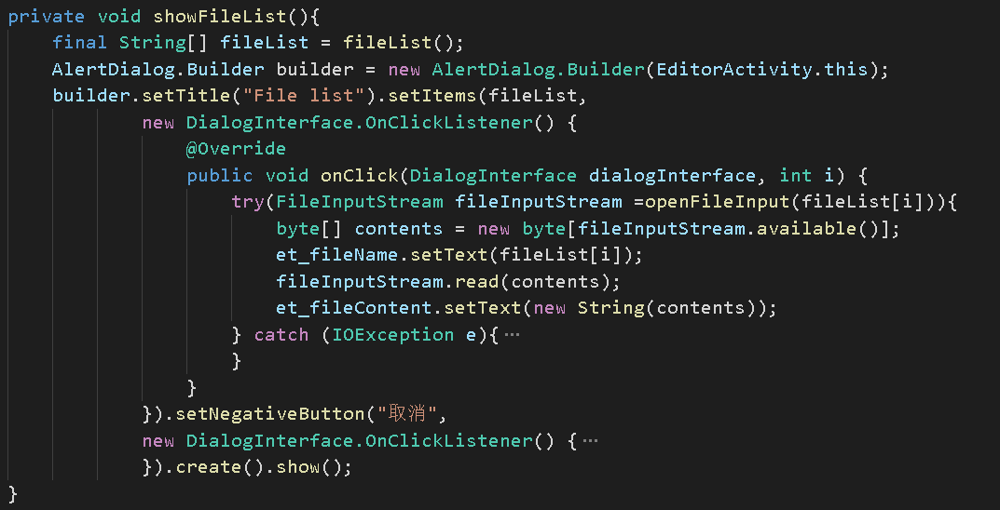 private void showFileList(){
    final String[] fileList = fileList();
    AlertDialog.Builder builder = new AlertDialog.Builder(EditorActivity.this);
    builder.setTitle("File list").setItems(fileList,
            new DialogInterface.OnClickListener() {
                @Override
                public void onClick(DialogInterface dialogInterface, int i) {
                    try(FileInputStream fileInputStream =openFileInput(fileList[i])){
                        byte[] contents = new byte[fileInputStream.available()];
                        et_fileName.setText(fileList[i]);
                        fileInputStream.read(contents);
                        et_fileContent.setText(new String(contents));
                    } catch (IOException e){⋯
                    }
                }
            }).setNegativeButton("取消",
            new DialogInterface.OnClickListener() {⋯
            }).create().show();
}